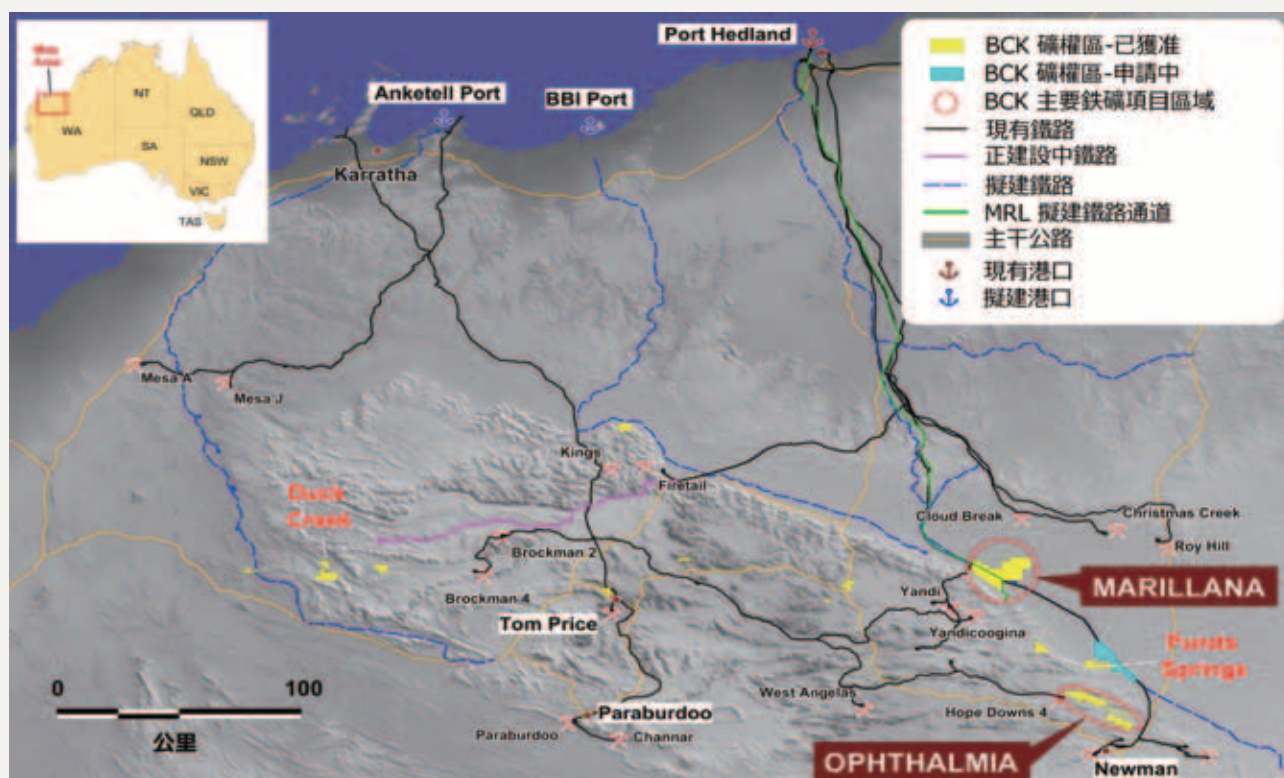 NT
QLD
WA
SA
NSW
VIC
TAS
Port Hedland
Anketell Port
BBI Port
Karratha
BCK 礦權區-已獲准
BCK 礦權區-申請中
BCK 主要鉄礦項目區域
現有鐵路
正建設中鐵路
擬建鐵路
MRL 擬建鐵路通道
主干公路
現有港口
擬建港口
Mesa A
Mesa J
Kings
Firetail
Duck
Creek
Cloud Break
Christmas Creek
Roy Hill
Brockman 2
Brockman 4
Yandi
MARILLANA
Tom Price
Yandicoogina
Springs
0
100
公里
West Angelas
Hope Downs 4
Paraburdoo
Paraburdoo
Channar
OPHTHALMIA
Newman